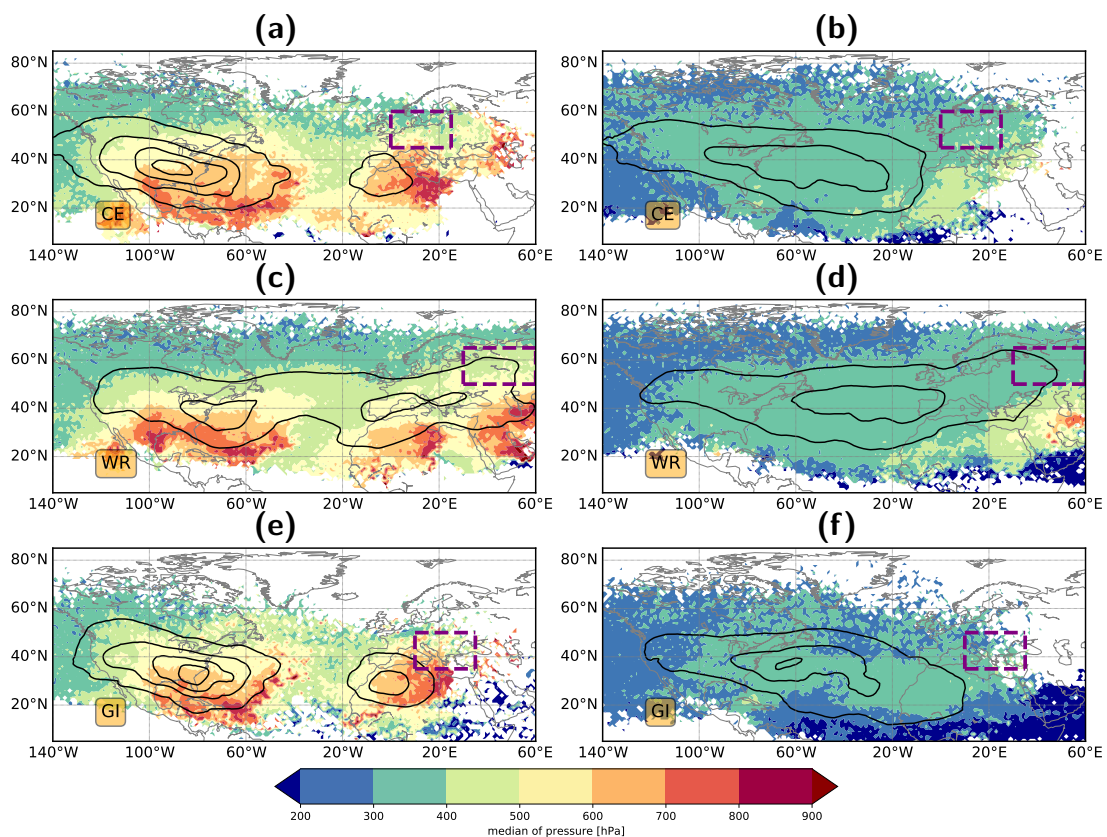 (a) (b)
80°N 80°N
60°N 60°N
40°N 40°N
20°N CE 20°N CE
140°W 100°W 60°W 20°W 20°E 60°E 140°W 100°W 60°W 20°W 20°E 60°E
(c) (d)
80°N 80°N
60°N 60°N
40°N 40°N
20°N WR 20°N WR
140°W 100°W 60°W 20°W 20°E 60°E 140°W 100°W 60°W 20°W 20°E 60°E
(e) (f)
80°N 80°N
60°N 60°N
40°N 40°N
20°N GI 20°N GI
140°W 100°W 60°W 20°W 20°E 60°E 140°W 100°W 60°W 20°W 20°E 60°E
200 300 400 500 600 700 800 900
median of pressure [hPa]